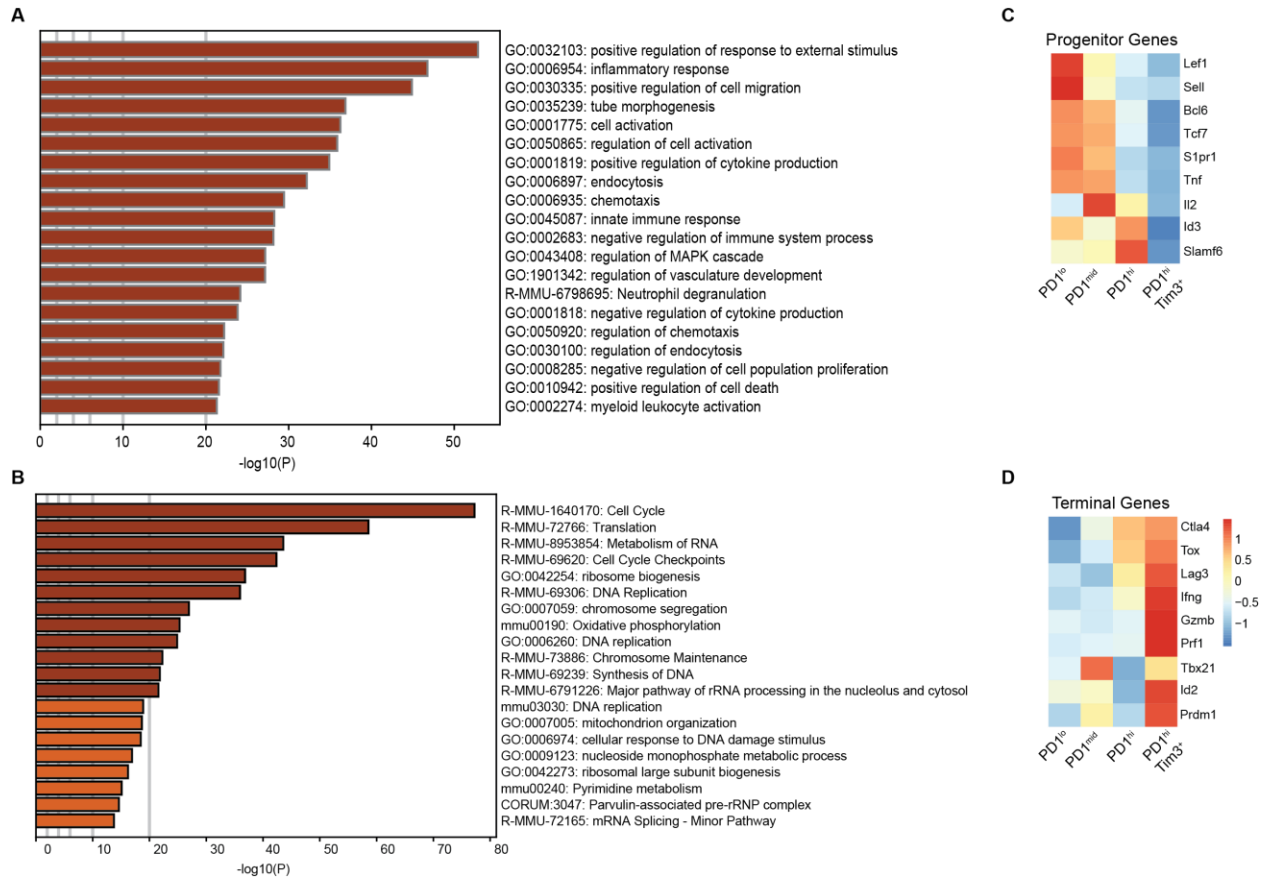 A
GO:0032103: positive regulation of response to external stimulus
GO:0006954: inflammatory response
GO:0030335: positive regulation of cell migration
GO:0035239: tube morphogenesis
GO:0001775: cell activation
GO:0050865: regulation of cell activation
GO:0001819: positive regulation of cytokine production
GO:0006897: endocytosis
GO:0006935: chemotaxis
GO:0045087: innate immune response
GO:0002683: negative regulation of immune system process
GO:0043408: regulation of MAPK cascade
GO:1901342: regulation of vasculature development
R-MMU-6798695: Neutrophil degranulation
GO:0001818: negative regulation of cytokine production
GO:0050920: regulation of chemotaxis
GO:0030100: regulation of endocytosis
GO:0008285: negative regulation of cell population proliferation
GO:0010942: positive regulation of cell death
GO:0002274: myeloid leukocyte activation
0 10 20 30 40 50
-log10(P)
B
R-MMU-1640170: Cell Cycle
R-MMU-72766: Translation
R-MMU-8953854: Metabolism of RNA
R-MMU-69620: Cell Cycle Checkpoints
GO:0042254: ribosome biogenesis
R-MMU-69306: DNA Replication
GO:0007059: chromosome segregation
mmu00190: Oxidative phosphorylation
GO:0006260: DNA replication
R-MMU-73886: Chromosome Maintenance
R-MMU-69239: Synthesis of DNA
R-MMU-6791226: Major pathway of rRNA processing in the nucleolus and cytosol
mmu03030: DNA replication
GO:0007005: mitochondrion organization
GO:0006974: cellular response to DNA damage stimulus
GO:0009123: nucleoside monophosphate metabolic process
GO:0042273: ribosomal large subunit biogenesis
mmu00240: Pyrimidine metabolism
CORUM:3047: Parvulin-associated pre-rRNP complex
R-MMU-72165: mRNA Splicing - Minor Pathway
0 10 20 30 40 50 60 70 80
-log10(P)
C
Progenitor Genes
Lef1
Sell
Bcl6
Tcf7
S1pr1
Tnf
Il2
Id3
Slamf6
PD1lo PD1mid PD1hi PD1hi
Tim3+
D
Terminal Genes
Ctla4
Tox
Lag3
Ifng
Gzmb
Prf1
Tbx21
Id2
Prdm1
PD1lo PD1mid PD1hi PD1hi
Tim3+
1
0.5
0
−0.5
−1